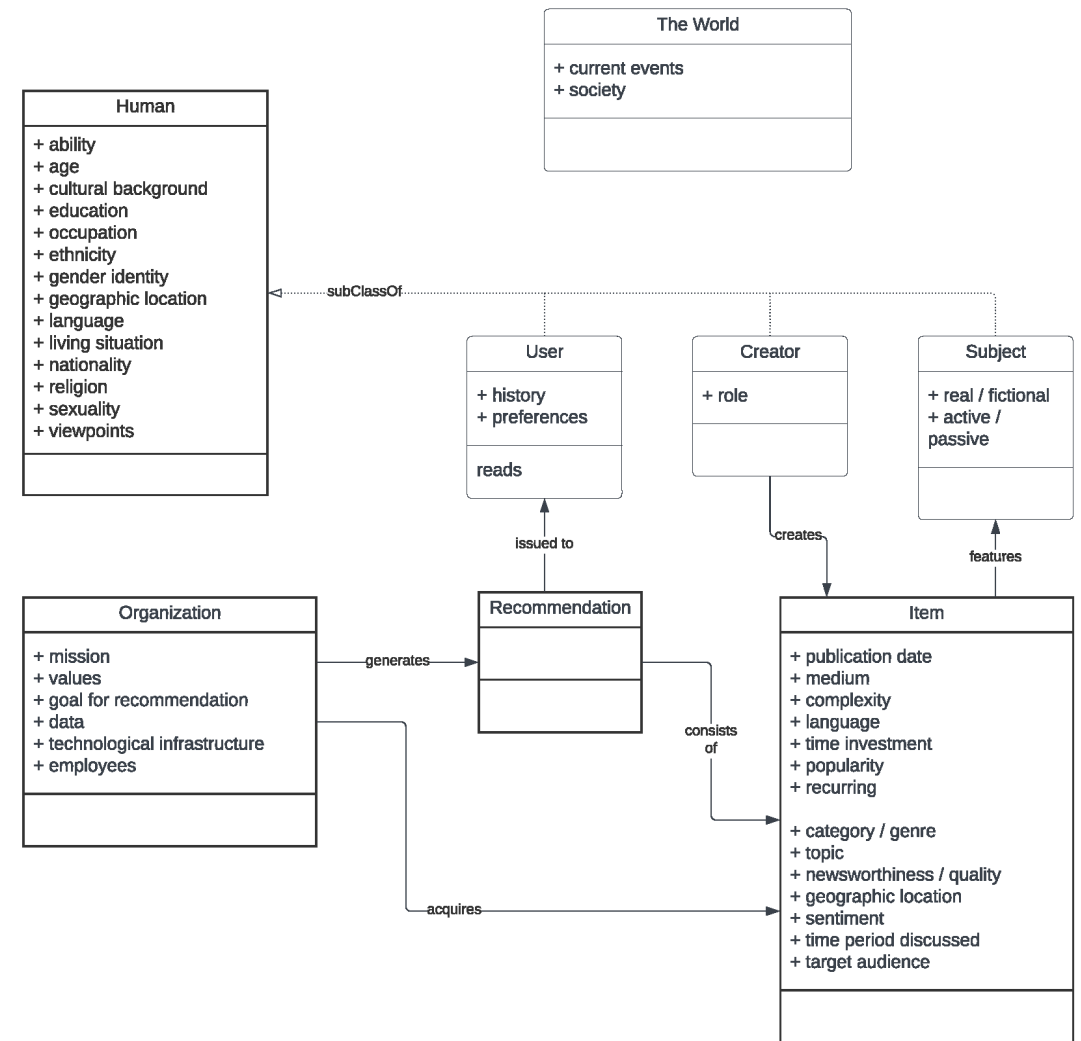 The World
+ current events
+ society
Human
+ ability
+ age
+ cultural background
+ education
+ occupation
+ ethnicity
+ gender identity
+ geographic location
+ language
+ living situation
+ nationality
+ religion
+ sexuality
+ viewpoints
subClassOf
User
+ history
+ preferences
reads
Creator
+ role
Subject
+ real / fictional
+ active /
passive
issued to
creates
features
Organization
+ mission
+ values
+ goal for recommendation
+ data
+ technological infrastructure
+ employees
generates
Recommendation
consists
of
acquires
Item
+ publication date
+ medium
+ complexity
+ language
+ time investment
+ popularity
+ recurring
+ category / genre
+ topic
+ newsworthiness / quality
+ geographic location
+ sentiment
+ time period discussed
+ target audience